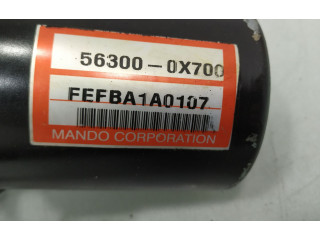 56300-0X700
FEFBA1A0107
MANDO CORPORATION